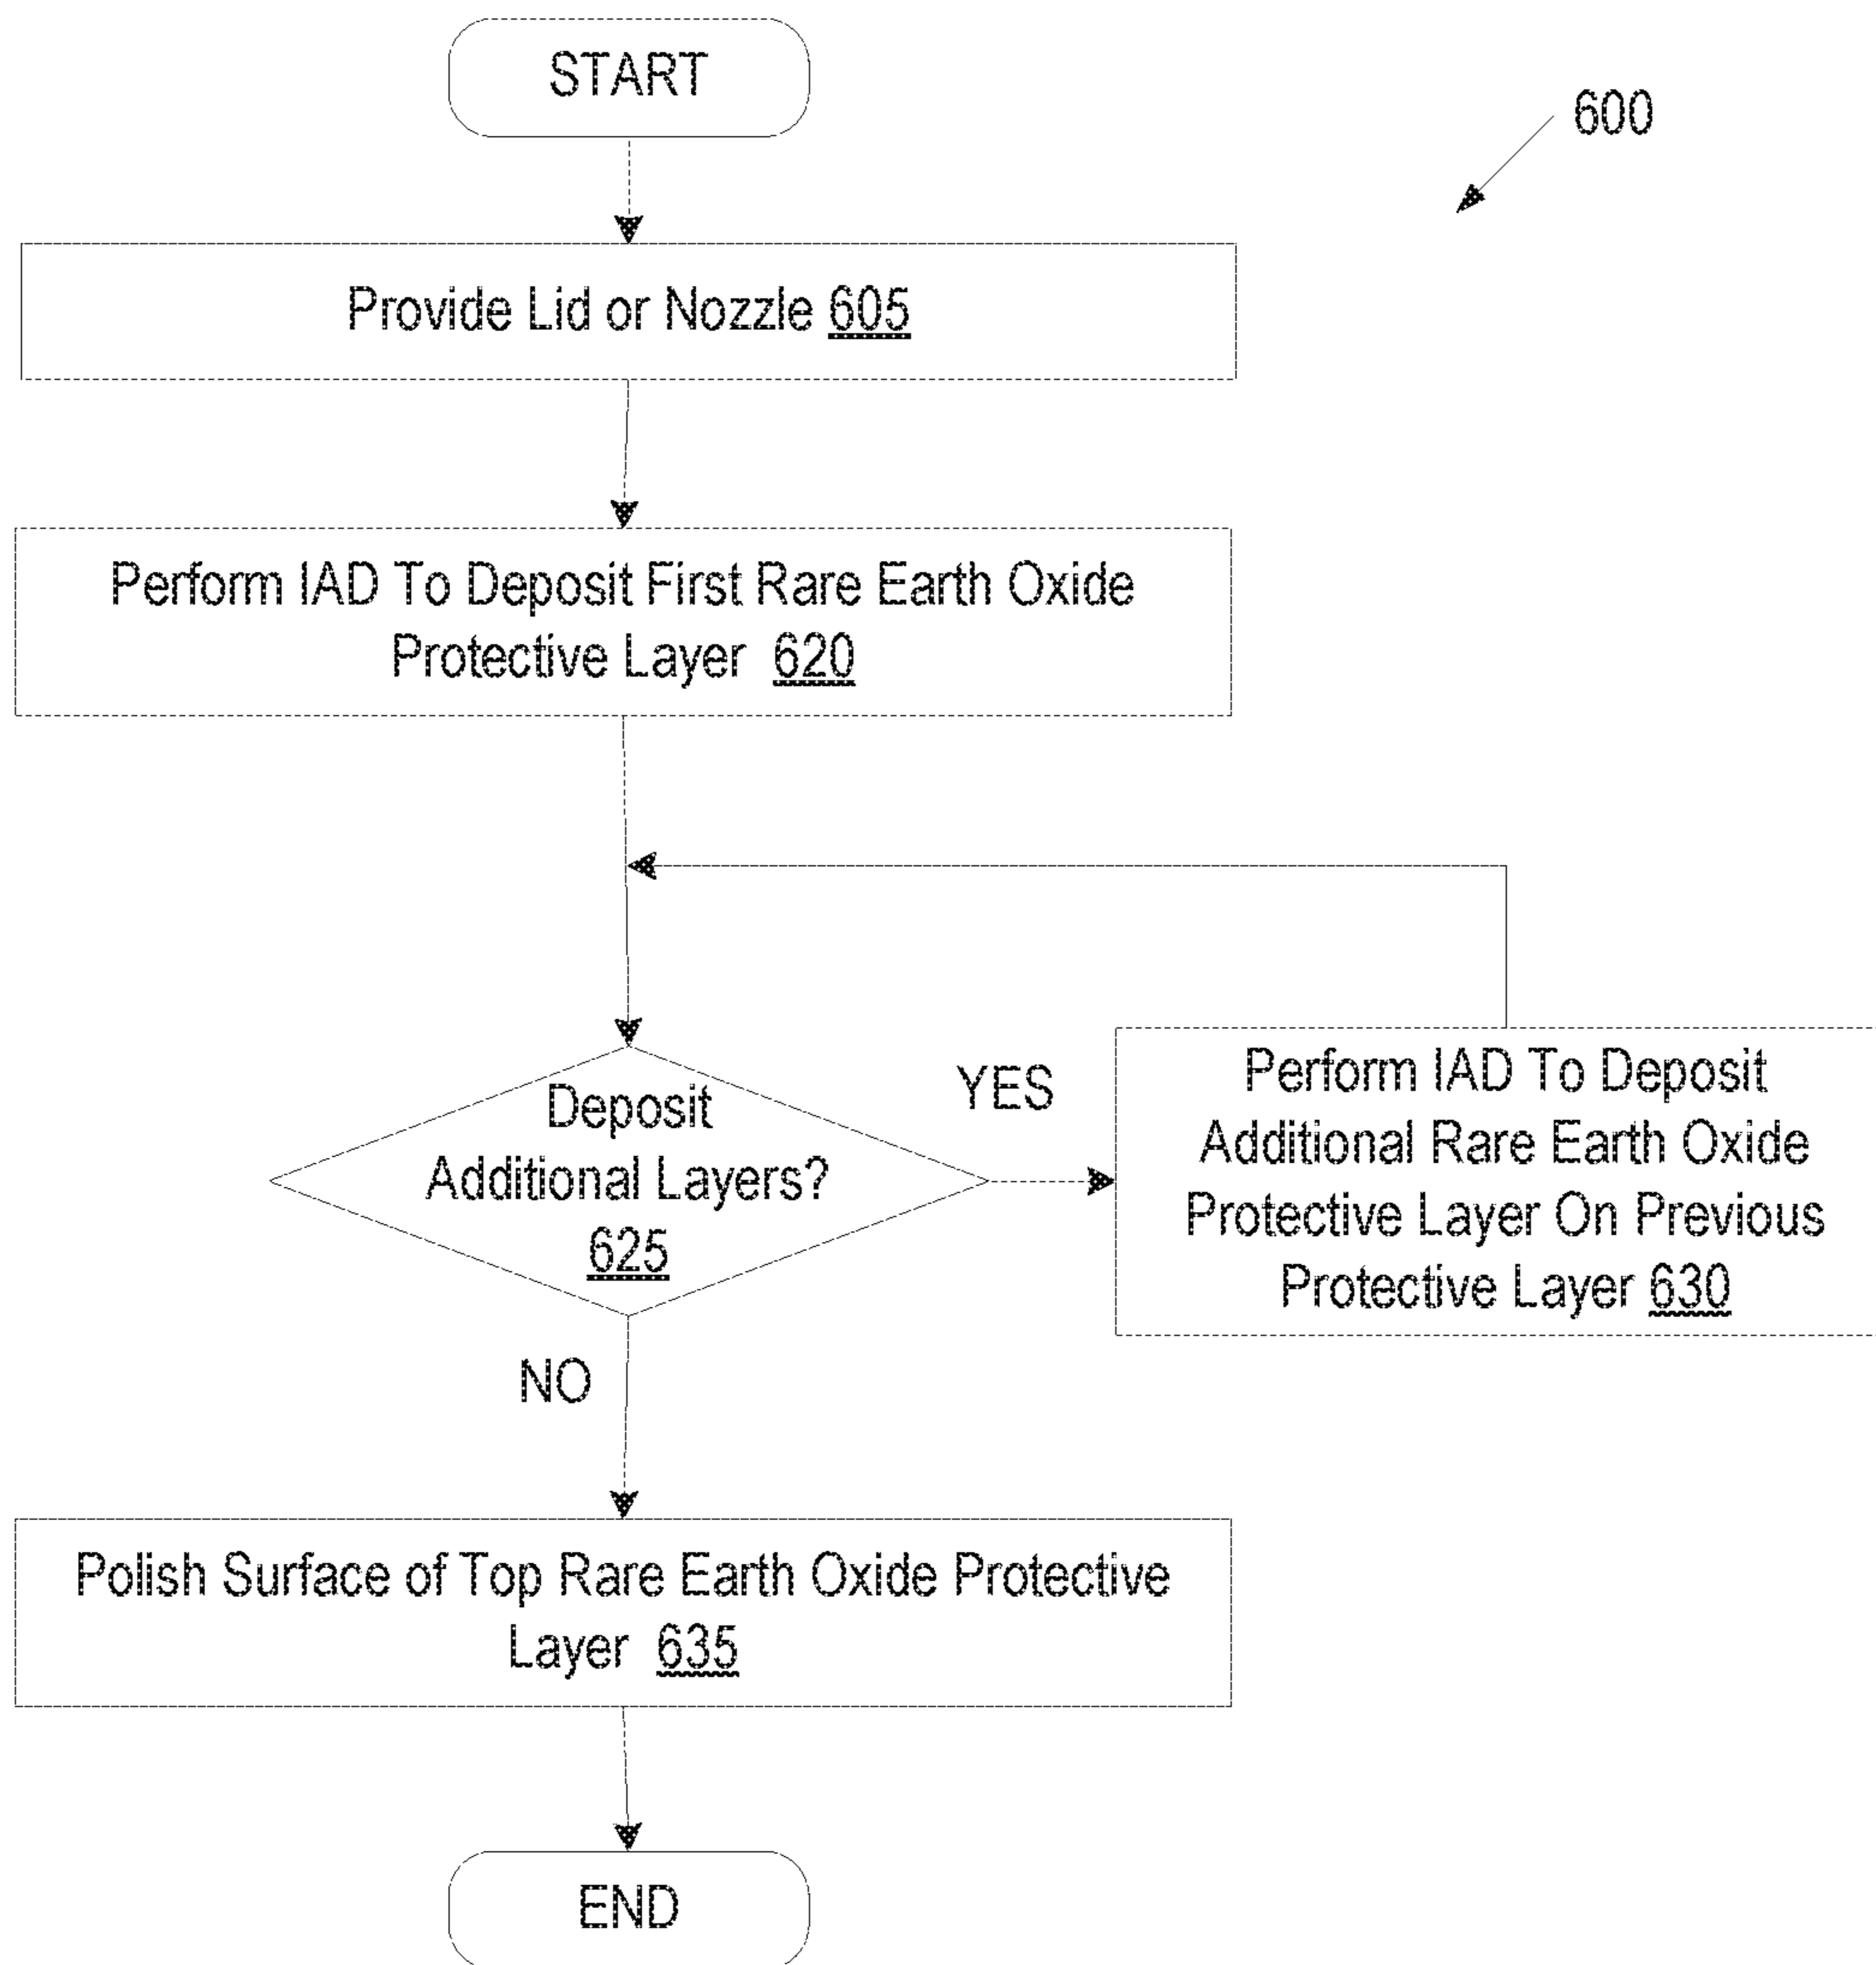 START
600
Provide Lid or Nozzle 605
Perform IAD To Deposit First Rare Earth Oxide
Protective Layer 620
Deposit
Additional Layers?
625
YES
Perform IAD To Deposit
Additional Rare Earth Oxide
Protective Layer On Previous
Protective Layer 630
NO
Polish Surface of Top Rare Earth Oxide Protective
Layer 635
END